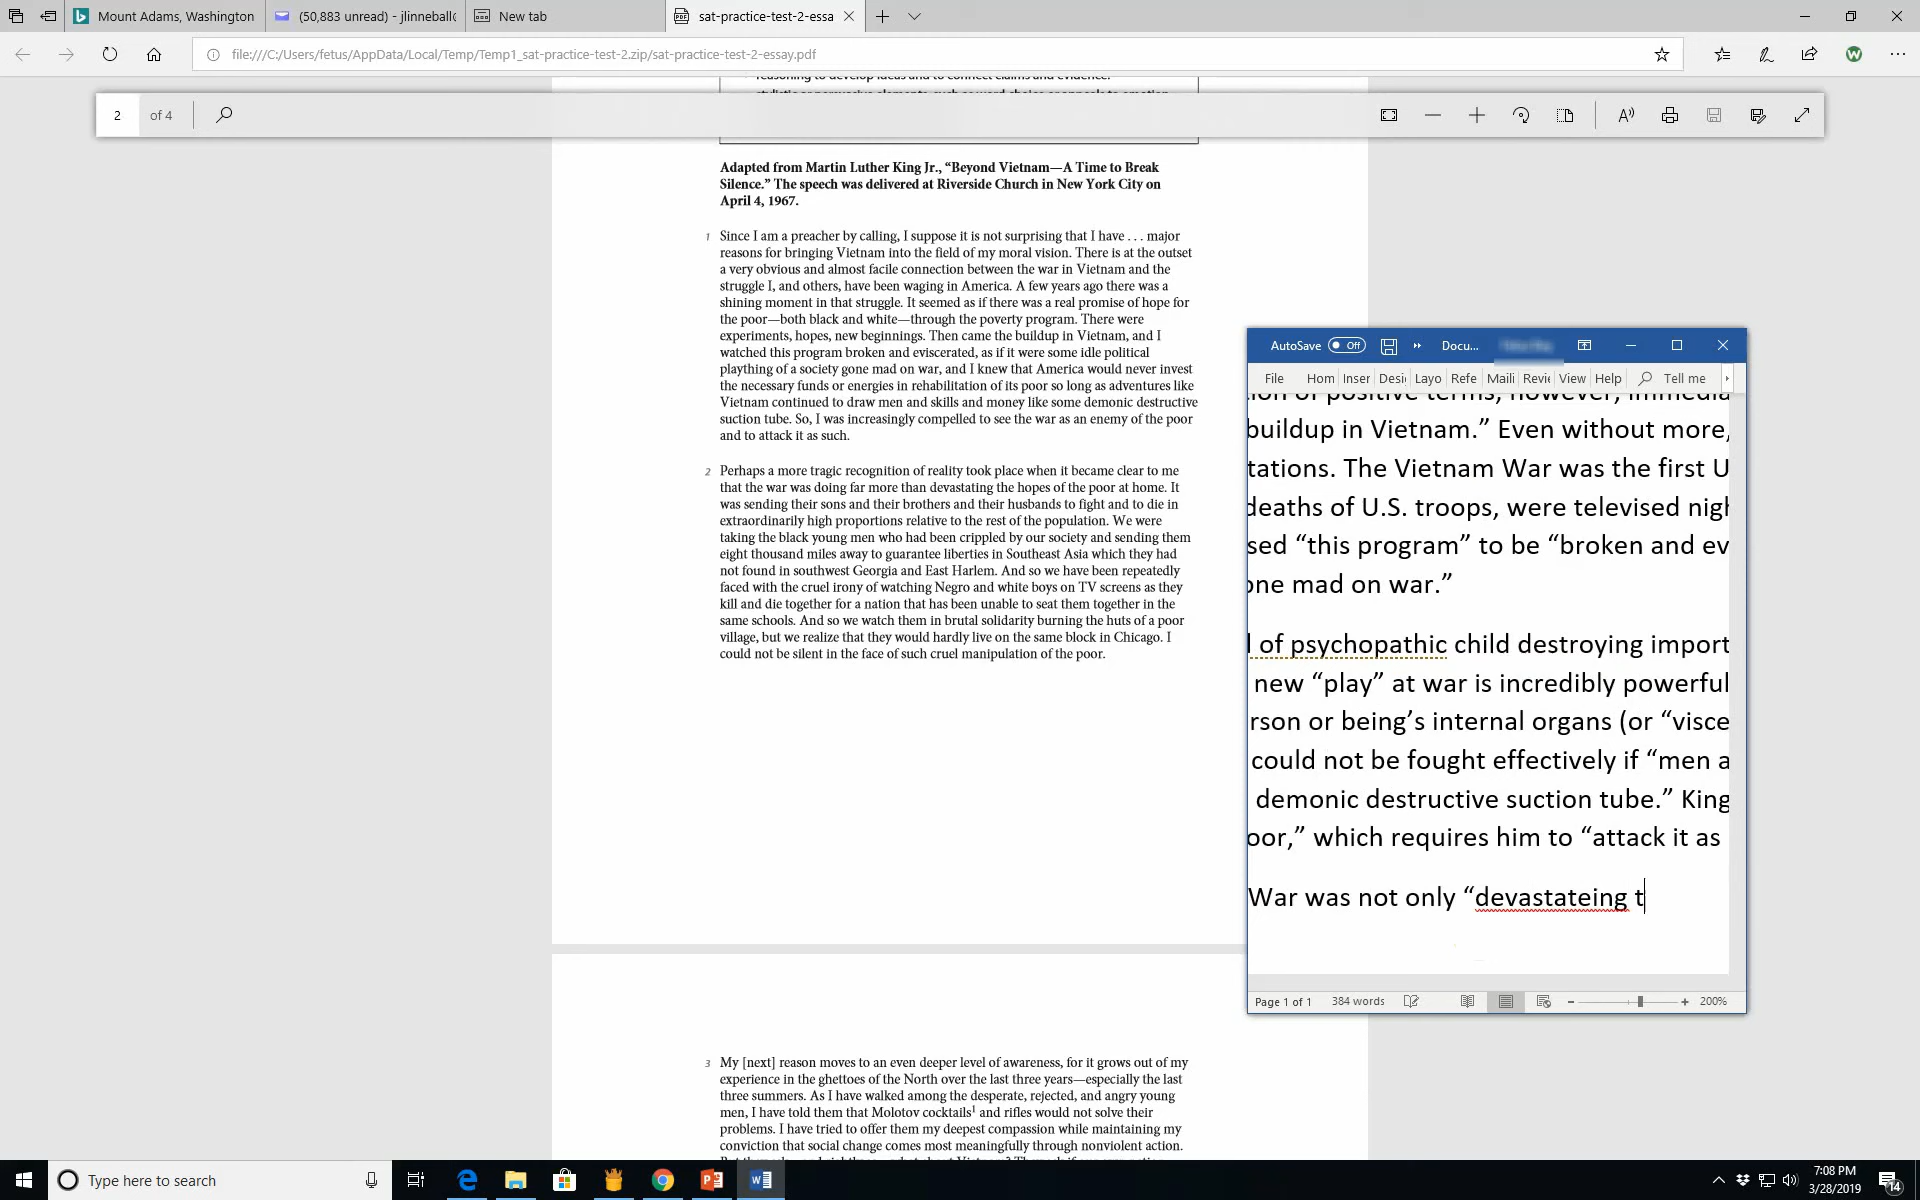 Mount Adams, Washington
(50,883 unread) - jlinneball
New tab
sat-practice-test-2-essa
file:///C:/Users/fetus/AppData/Local/Temp/Temp1_sat-practice-test-2.zip/sat-practice-test-2-essay.pdf
W
reasoning to develop ideas and to connect claims and evidence.
2 of 4
Adapted from Martin Luther King Jr., “Beyond Vietnam—A Time to Break
Silence.” The speech was delivered at Riverside Church in New York City on
April 4, 1967.
1 Since I am a preacher by calling, I suppose it is not surprising that I have . . . major
reasons for bringing Vietnam into the field of my moral vision. There is at the outset
a very obvious and almost facile connection between the war in Vietnam and the
struggle I, and others, have been waging in America. A few years ago there was a
shining moment in that struggle. It seemed as if there was a real promise of hope for
the poor—both black and white—through the poverty program. There were
experiments, hopes, new beginnings. Then came the buildup in Vietnam, and I
watched this program broken and eviscerated, as if it were some idle political
plaything of a society gone mad on war, and I knew that America would never invest
the necessary funds or energies in rehabilitation of its poor so long as adventures like
Vietnam continued to draw men and skills and money like some demonic destructive
suction tube. So, I was increasingly compelled to see the war as an enemy of the poor
and to attack it as such.
2 Perhaps a more tragic recognition of reality took place when it became clear to me
that the war was doing far more than devastating the hopes of the poor at home. It
was sending their sons and their brothers and their husbands to fight and to die in
extraordinarily high proportions relative to the rest of the population. We were
taking the black young men who had been crippled by our society and sending them
eight thousand miles away to guarantee liberties in Southeast Asia which they had
not found in southwest Georgia and East Harlem. And so we have been repeatedly
faced with the cruel irony of watching Negro and white boys on TV screens as they
kill and die together for a nation that has been unable to seat them together in the
same schools. And so we watch them in brutal solidarity burning the huts of a poor
village, but we realize that they would hardly live on the same block in Chicago. I
could not be silent in the face of such cruel manipulation of the poor.
3 My [next] reason moves to an even deeper level of awareness, for it grows out of my
experience in the ghettoes of the North over the last three years—especially the last
three summers. As I have walked among the desperate, rejected, and angry young
men, I have told them that Molotov cocktails1 and rifles would not solve their
problems. I have tried to offer them my deepest compassion while maintaining my
conviction that social change comes most meaningfully through nonviolent action.
AutoSave Off Docu...
File Hom Inser Desi Layo Refe Maili Revie View Help Tell me
ion of positive terms, however, immedia
buildup in Vietnam.” Even without more,
tations. The Vietnam War was the first U
deaths of U.S. troops, were televised nigh
sed “this program” to be “broken and ev
one mad on war.”
of psychopathic child destroying import
new “play” at war is incredibly powerful
rson or being’s internal organs (or “visce
could not be fought effectively if “men a
demonic destructive suction tube.” King
oor,” which requires him to “attack it as
War was not only “devastateing t
Page 1 of 1 384 words 200%
Type here to search
7:08 PM
3/28/2019
14